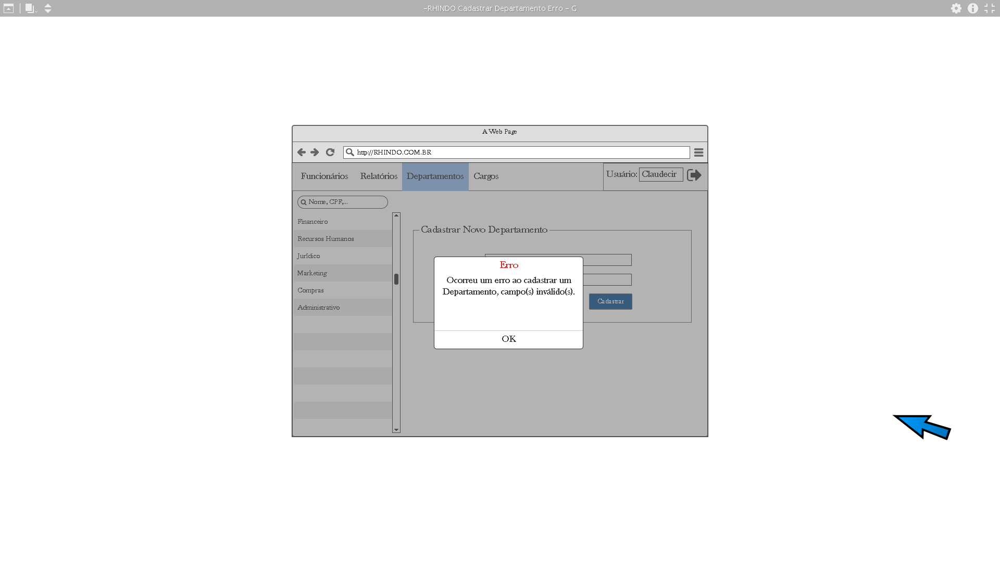 -RHINDO Cadastrar Departamento Erro - G
A Web Page
http://RHINDO.COM.BR
Funcionários Relatórios Departamentos Cargos Usuário: Claudecir
Nome, CPF,...
Financeiro
Recursos Humanos
Jurídico
Marketing
Compras
Administrativo
Cadastrar Novo Departamento
Erro
Ocorreu um erro ao cadastrar um
Departamento, campo(s) inválido(s).
Cadastrar
OK